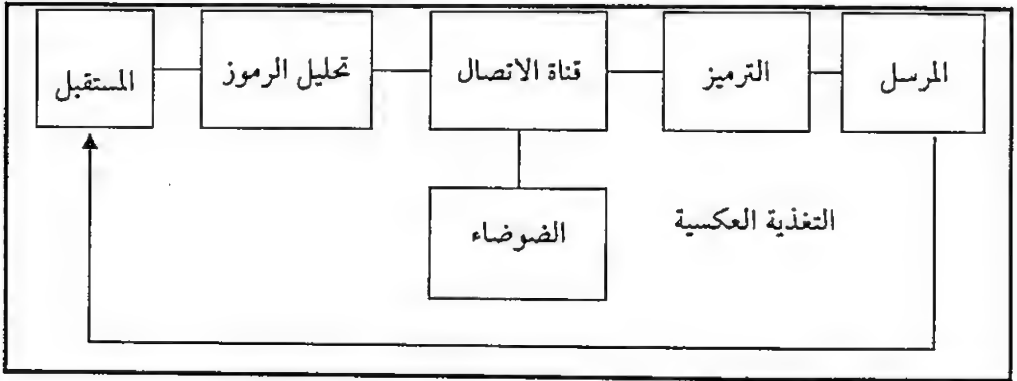 المرسل
الترميز
قناة الاتصال
تحليل الرموز
المستقبل
الضوضاء
التغذية العكسية